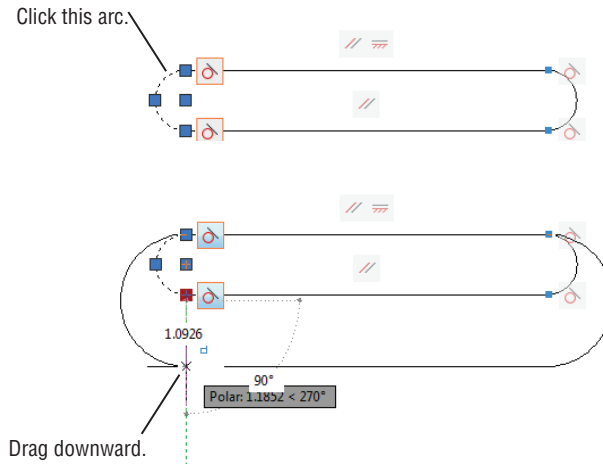 Click this arc.
1.0926
90°
Polar: 1.1852 < 270°
Drag downward.